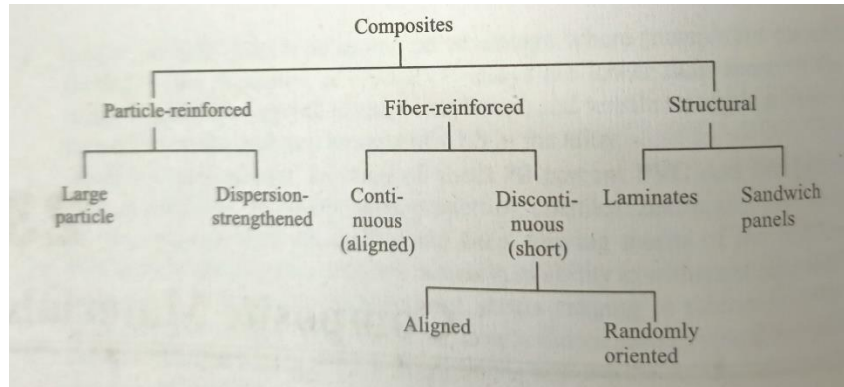 Composites
Particle-reinforced
Fiber-reinforced
Structural
Large
particle
Dispersion-
strengthened
Conti-
nuous
(aligned)
Disconti-
nuous
(short)
Laminates
Sandwich
panels
Aligned
Randomly
oriented